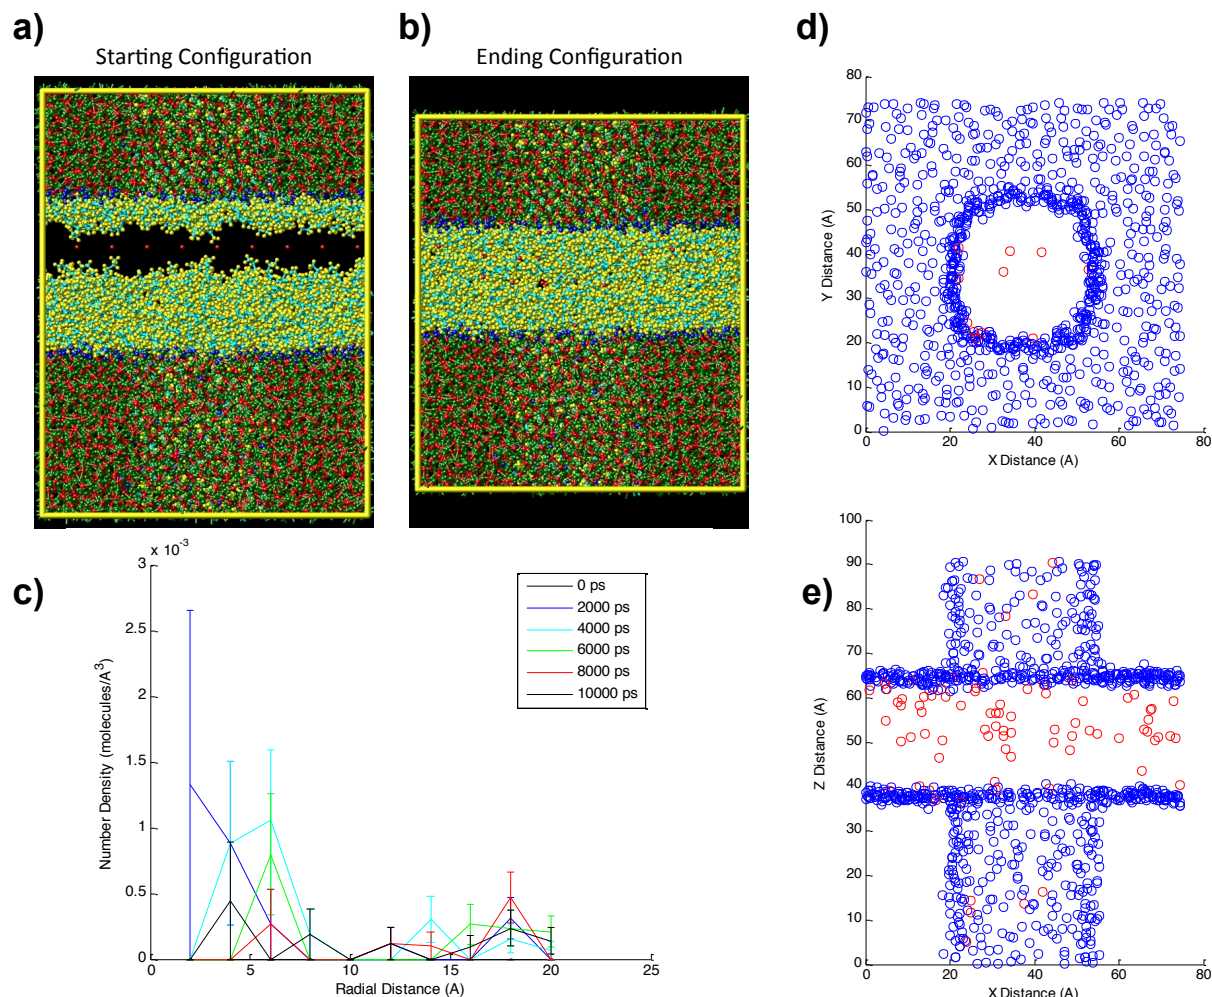 a)
Starting Configuration
b)
Ending Configuration
c)
x 10⁻³
3
2.5
2
1.5
1
0.5
0
Number Density (molecules/A³)
0 5 10 15 20 25
Radial Distance (A)
0 ps
2000 ps
4000 ps
6000 ps
8000 ps
10000 ps
d)
80
70
60
50
40
30
20
10
0
Y Distance (A)
0 20 40 60 80
X Distance (A)
e)
100
90
80
70
60
50
40
30
20
10
0
Z Distance (A)
0 20 40 60 80
X Distance (A)